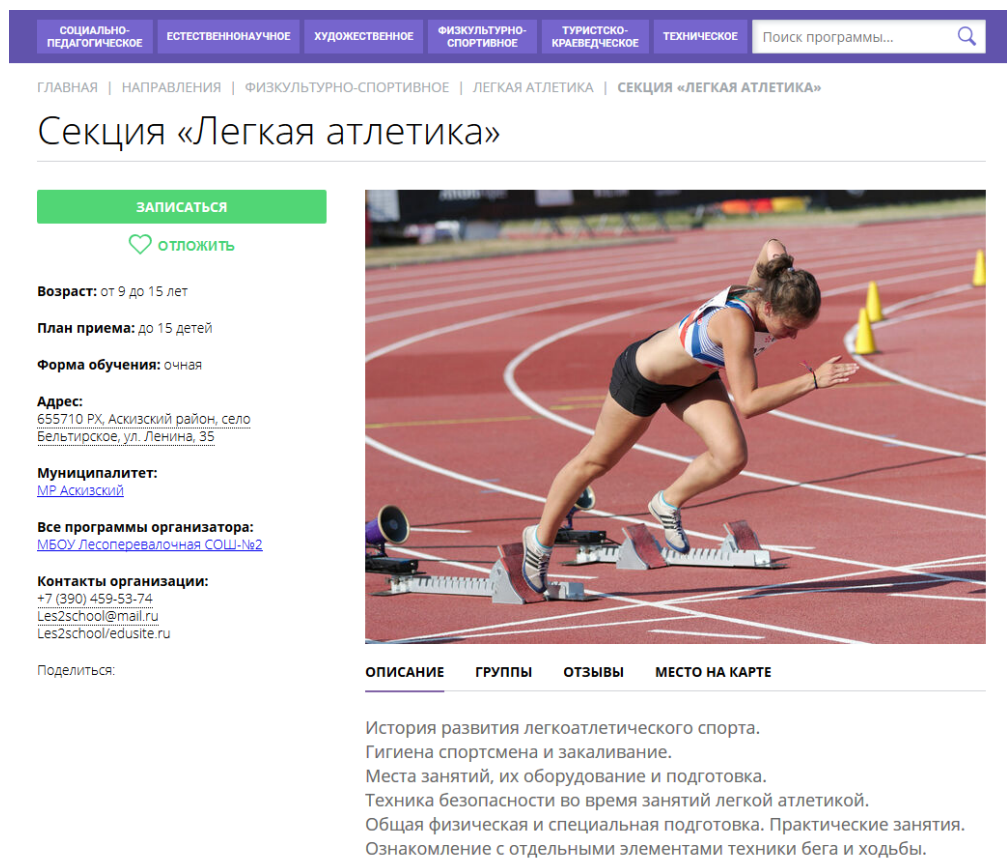 СОЦИАЛЬНО-
ПЕДАГОГИЧЕСКОЕ
ЕСТЕСТВЕННОНАУЧНОЕ
ХУДОЖЕСТВЕННОЕ
ФИЗКУЛЬТУРНО-
СПОРТИВНОЕ
ТУРИСТСКО-
КРАЕВЕДЧЕСКОЕ
ТЕХНИЧЕСКОЕ
Поиск программы...
ГЛАВНАЯ | НАПРАВЛЕНИЯ | ФИЗКУЛЬТУРНО-СПОРТИВНОЕ | ЛЕГКАЯ АТЛЕТИКА | СЕКЦИЯ «ЛЕГКАЯ АТЛЕТИКА»
Секция «Легкая атлетика»
ЗАПИСАТЬСЯ
ОТЛОЖИТЬ
Возраст: от 9 до 15 лет
План приема: до 15 детей
Форма обучения: очная
Адрес:
655710 РХ, Аскизский район, село
Бельтирское, ул. Ленина, 35
Муниципалитет:
МР Аскизский
Все программы организатора:
МБОУ Лесоперевалочная СОШ-№2
Контакты организации:
+7 (390) 459-53-74
Les2school@mail.ru
Les2school/edusite.ru
Поделиться:
ОПИСАНИЕ ГРУППЫ ОТЗЫВЫ МЕСТО НА КАРТЕ
История развития легкоатлетического спорта.
Гигиена спортсмена и закаливание.
Места занятий, их оборудование и подготовка.
Техника безопасности во время занятий легкой атлетикой.
Общая физическая и специальная подготовка. Практические занятия.
Ознакомление с отдельными элементами техники бега и ходьбы.